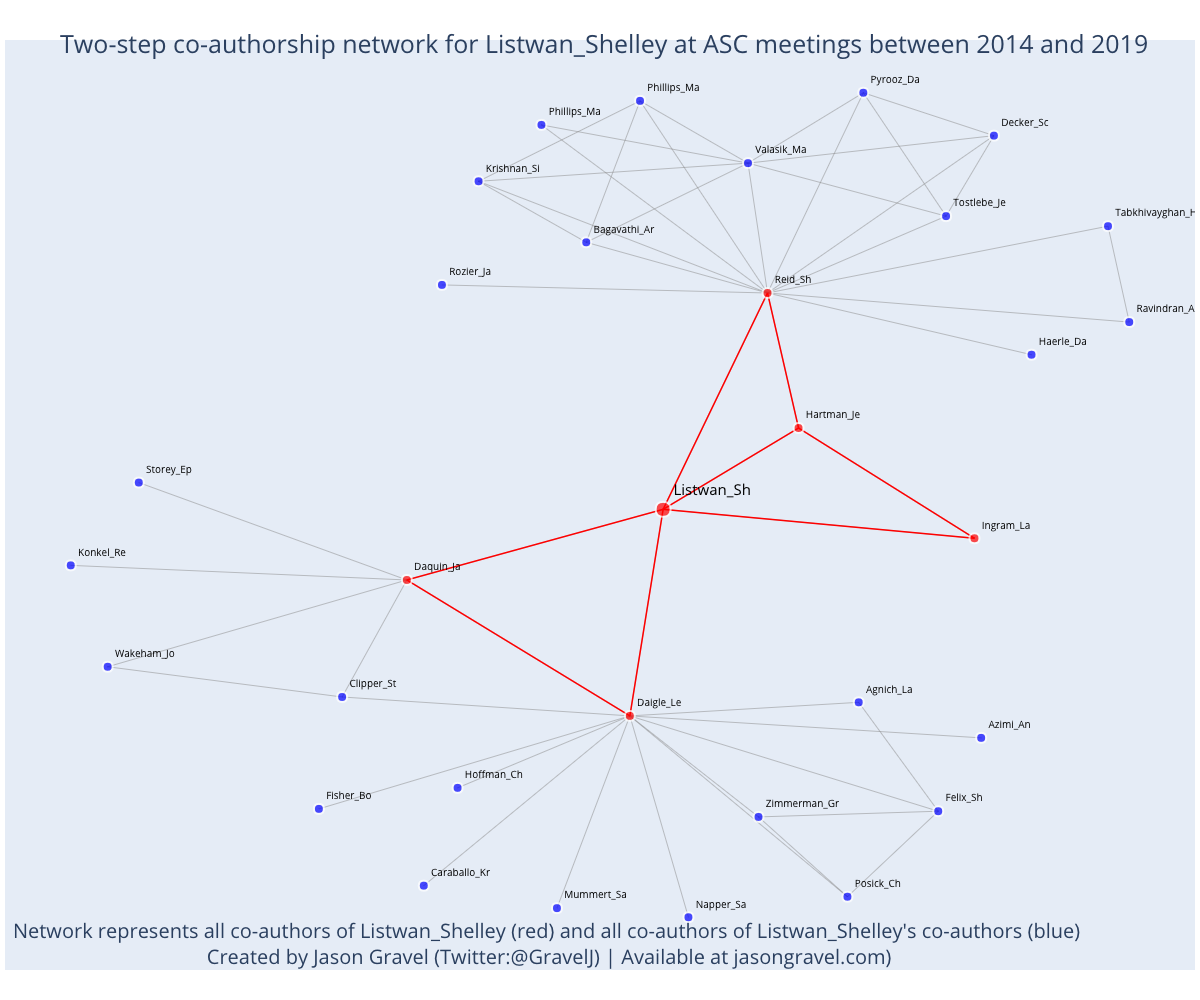 Two-step co-authorship network for Listwan_Shelley at ASC meetings between 2014 and 2019
Pyrooz_Da
Phillips_Ma
Phillips_Ma
Decker_Sc
Valasik_Ma
Krishnan_Si
Tostlebe_Je
Tabkhivayghan_H
Bagavathi_Ar
Rozier_Ja
Reid_Sh
Ravindran_A
Haerle_Da
Hartman_Je
Storey_Ep
Listwan_Sh
Ingram_La
Konkel_Re
Daquin_Ja
Wakeham_Jo
Clipper_St
Agnich_La
Daigle_Le
Azimi_An
Hoffman_Ch
Fisher_Bo
Zimmerman_Gr
Felix_Sh
Caraballo_Kr
Posick_Ch
Mummert_Sa
Napper_Sa
Network represents all co-authors of Listwan_Shelley (red) and all co-authors of Listwan_Shelley's co-authors (blue)
Created by Jason Gravel (Twitter:@GravelJ) | Available at jasongravel.com)